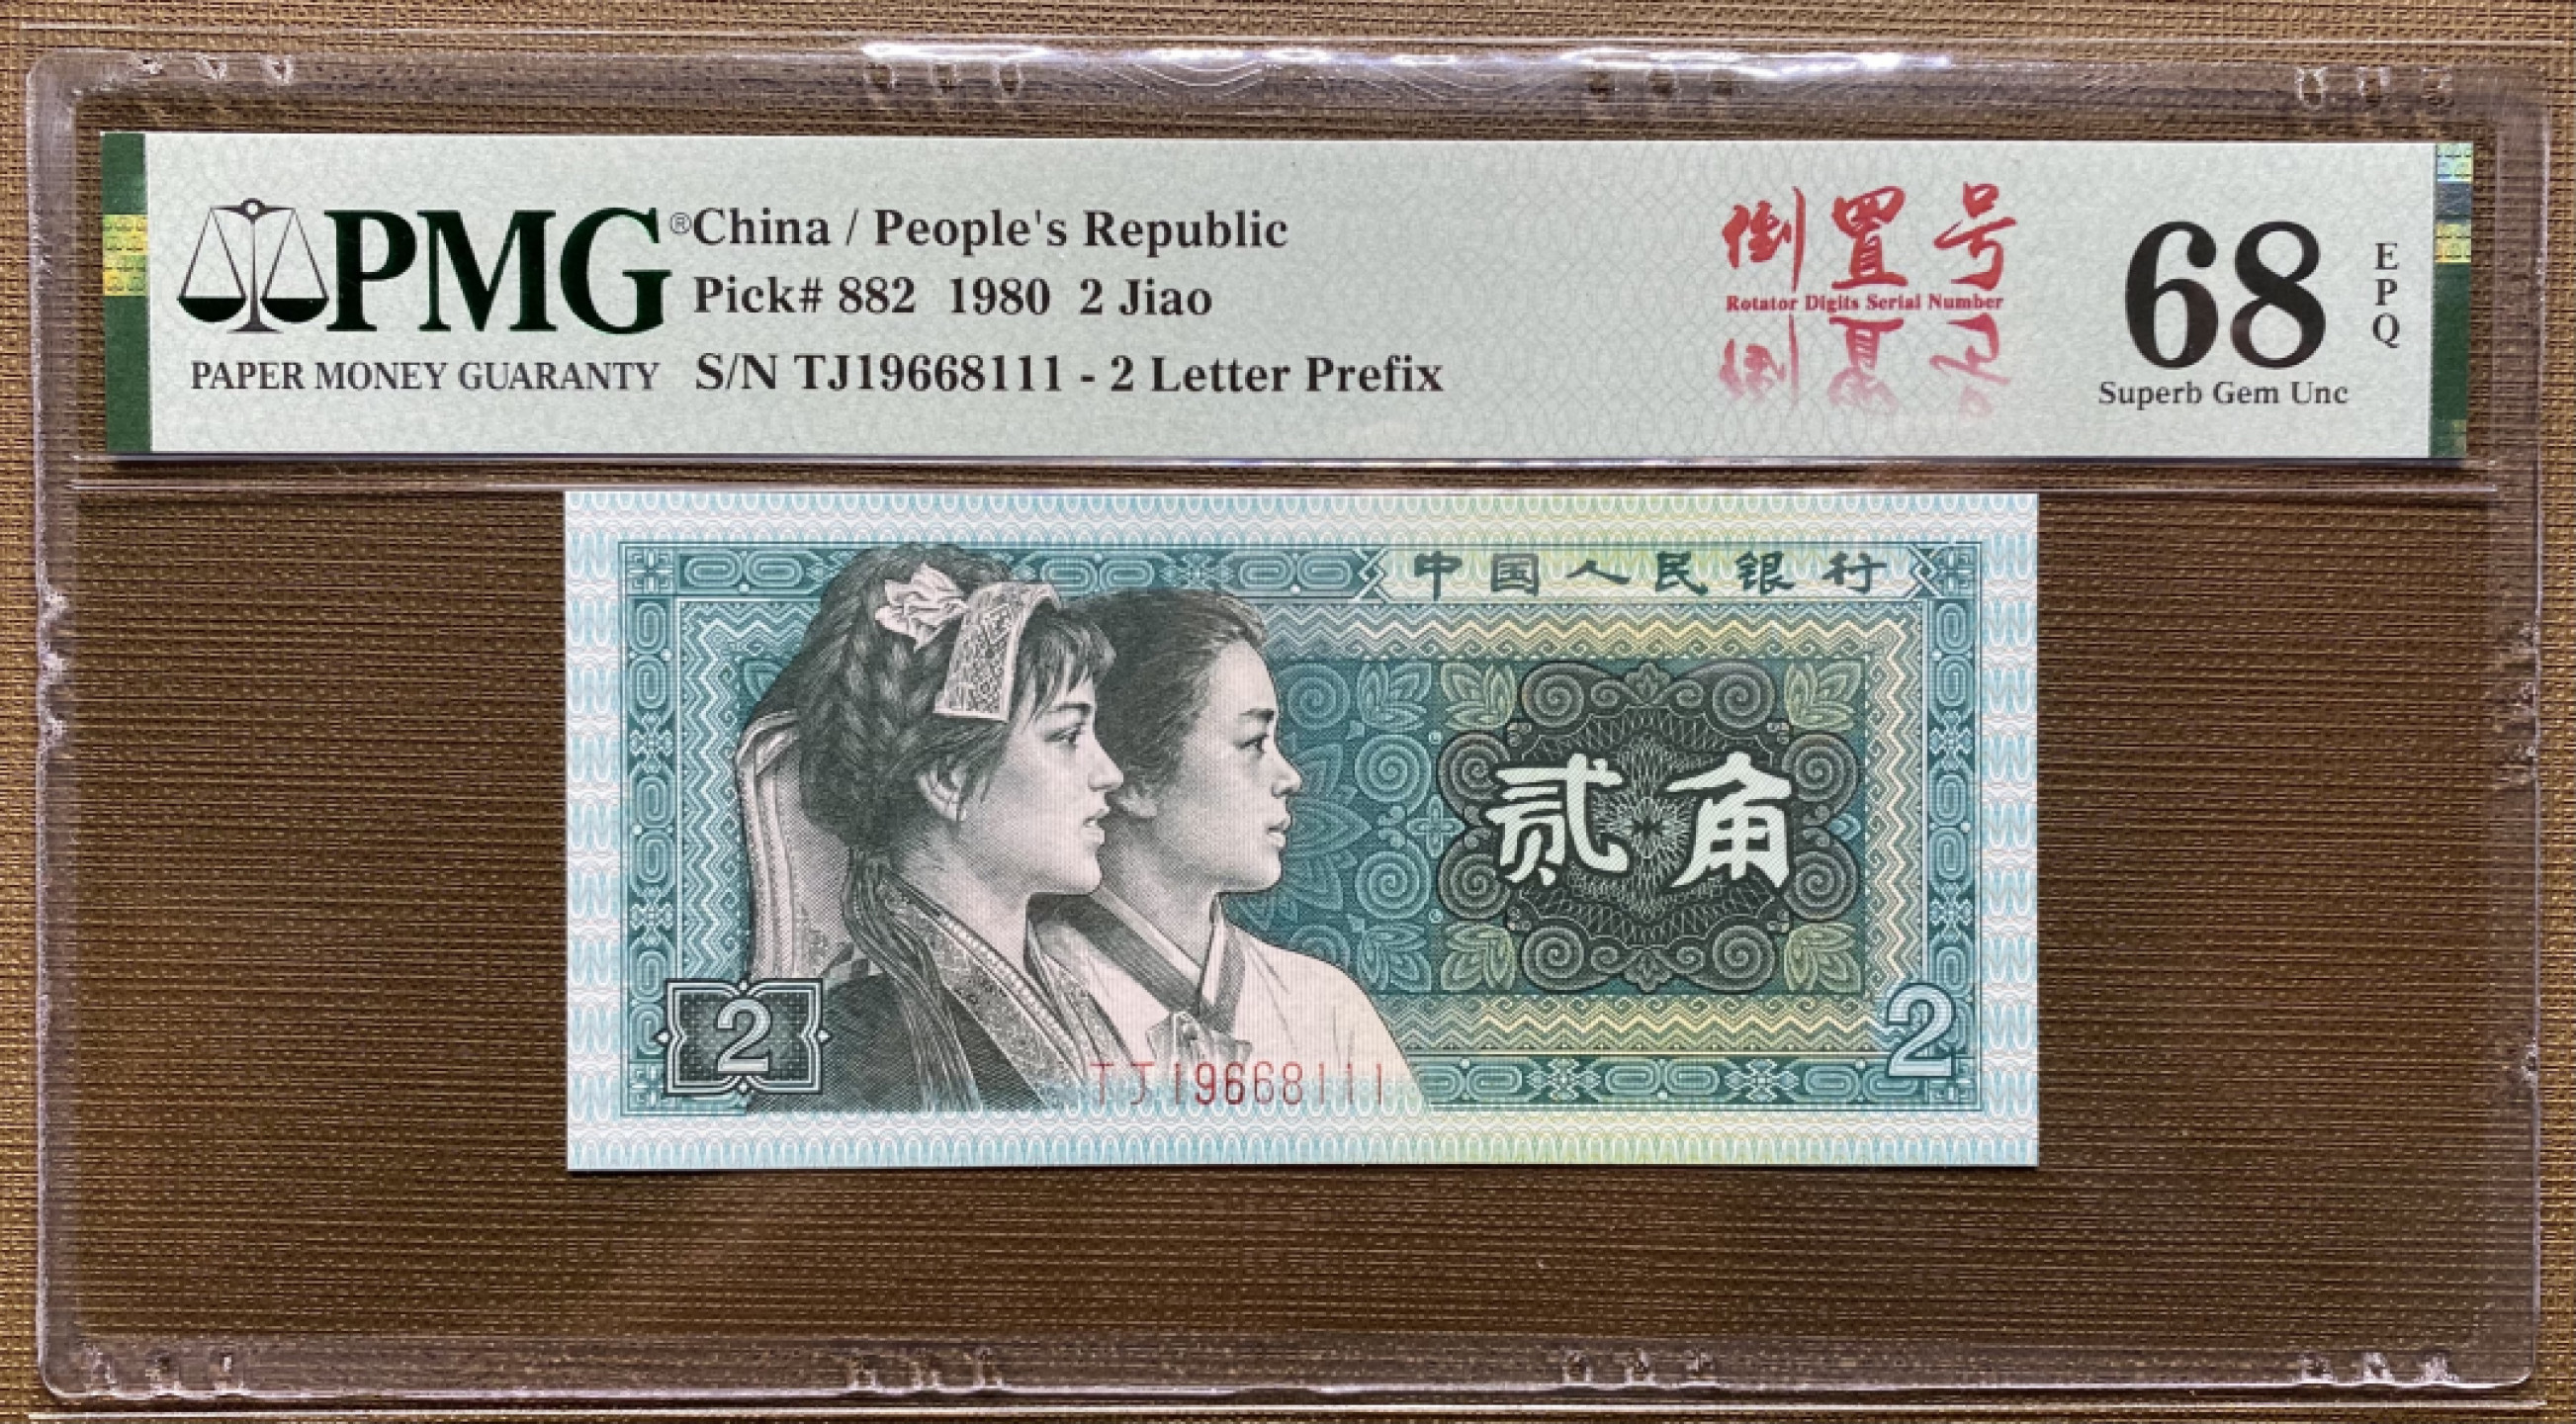 PMG®
PAPER MONEY GUARANTY
China / People's Republic
Pick# 882 1980 2 Jiao
S/N TJ19668111 - 2 Letter Prefix
倒置号
Rotator Digits Serial Number
68
EPQ
Superb Gem Unc
中国人民银行
贰角
2
2
TJ19668111